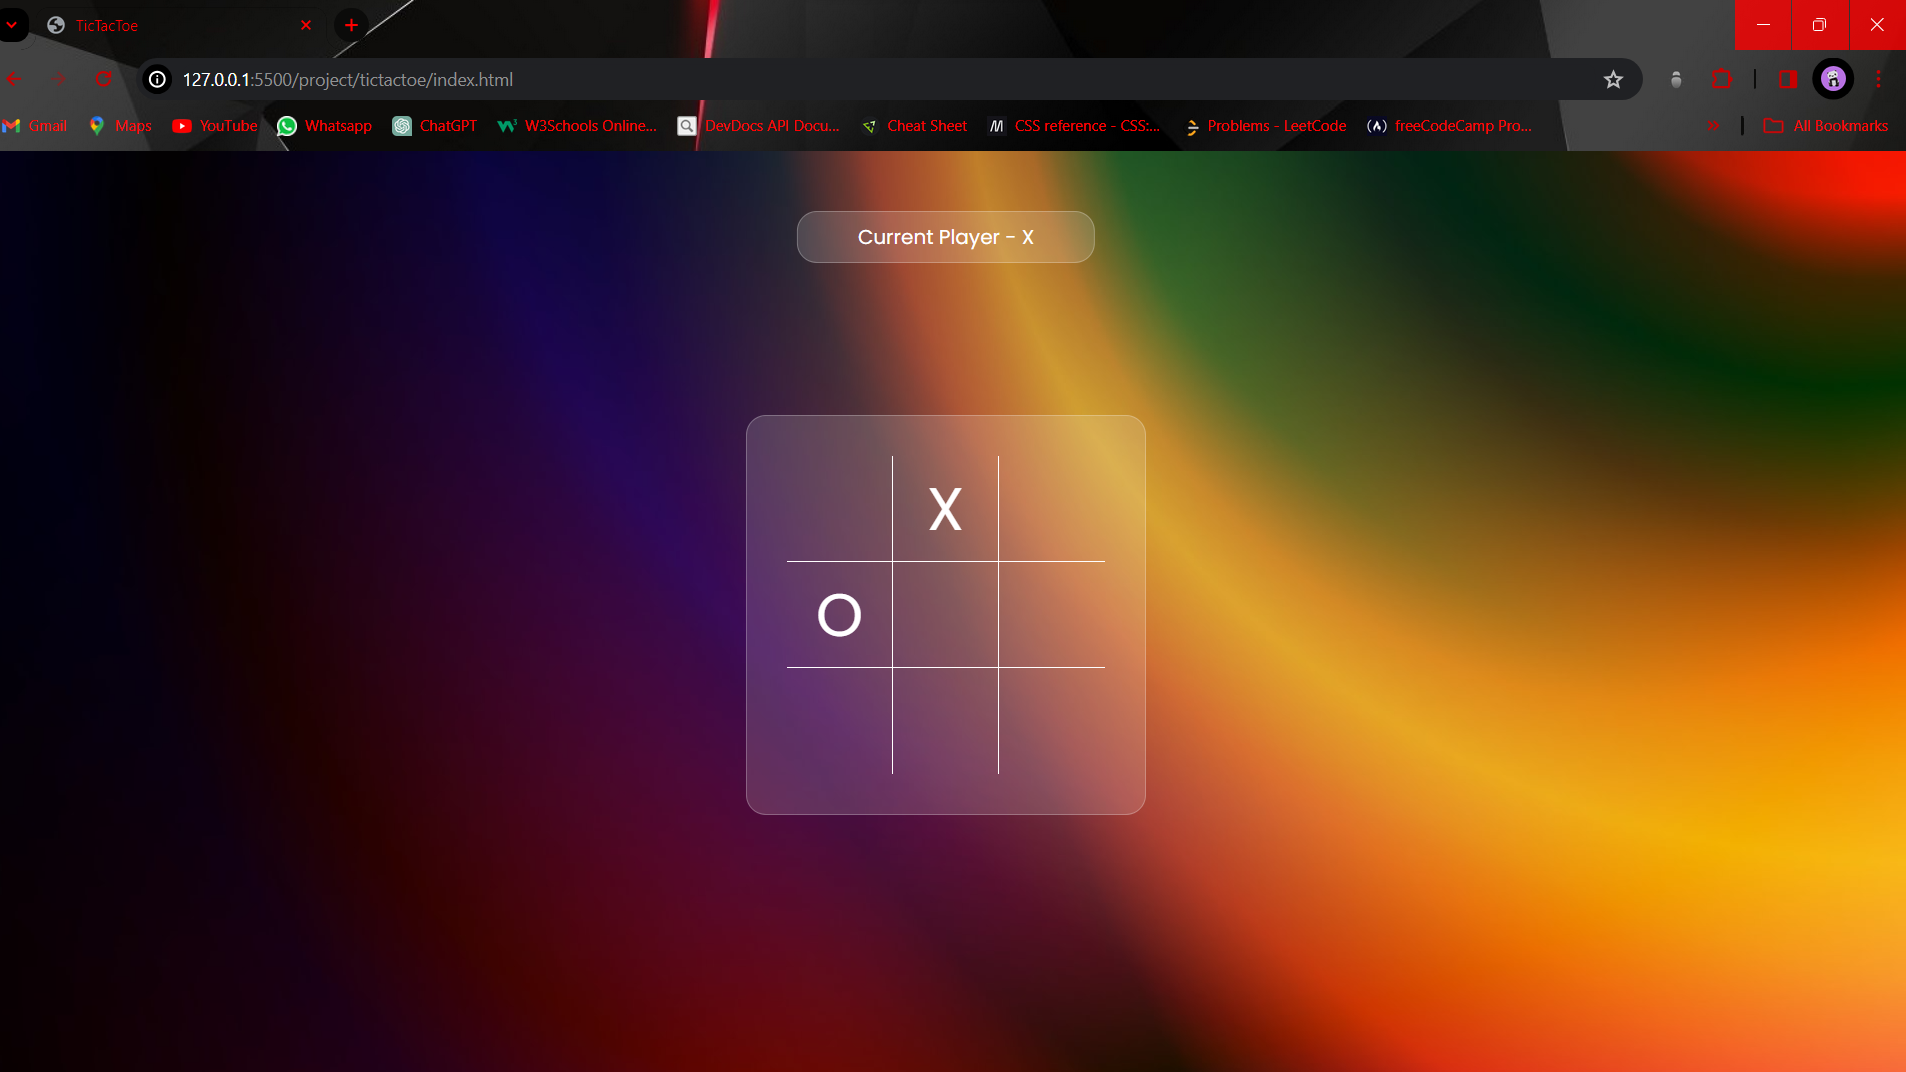 TicTacToe
127.0.0.1:5500/project/tictactoe/index.html
Gmail Maps YouTube Whatsapp ChatGPT W3Schools Online... DevDocs API Docu... Cheat Sheet CSS reference - CSS:... Problems - LeetCode freeCodeCamp Pro... All Bookmarks
Current Player - X
X
O